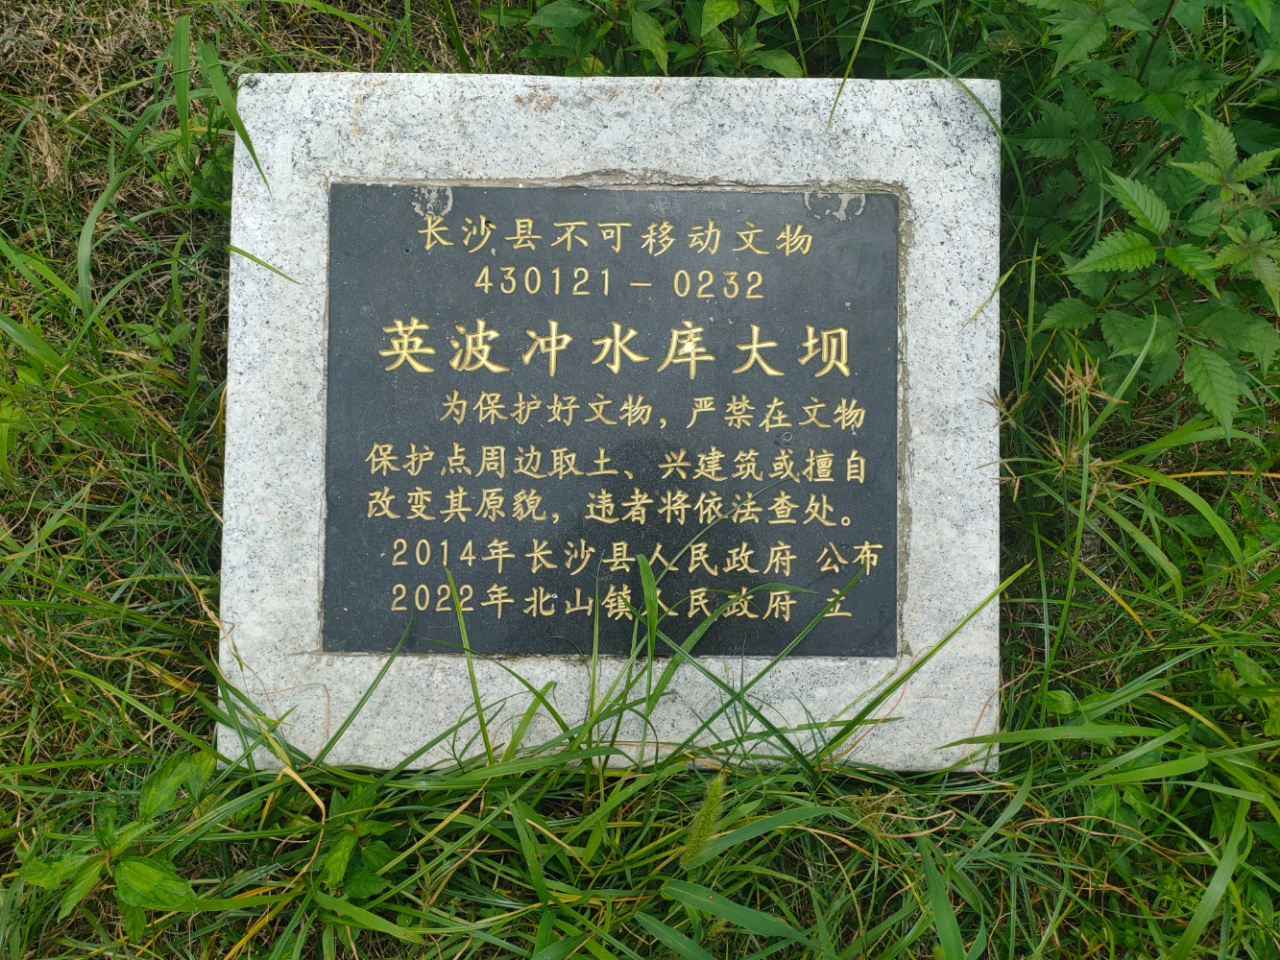 长沙县不可移动文物
430121-0232
英波冲水库大坝
为保护好文物,严禁在文物
保护点周边取土、兴建筑或擅自
改变其原貌,违者将依法查处。
2014年长沙县人民政府 公布
2022年北山镇人民政府 立